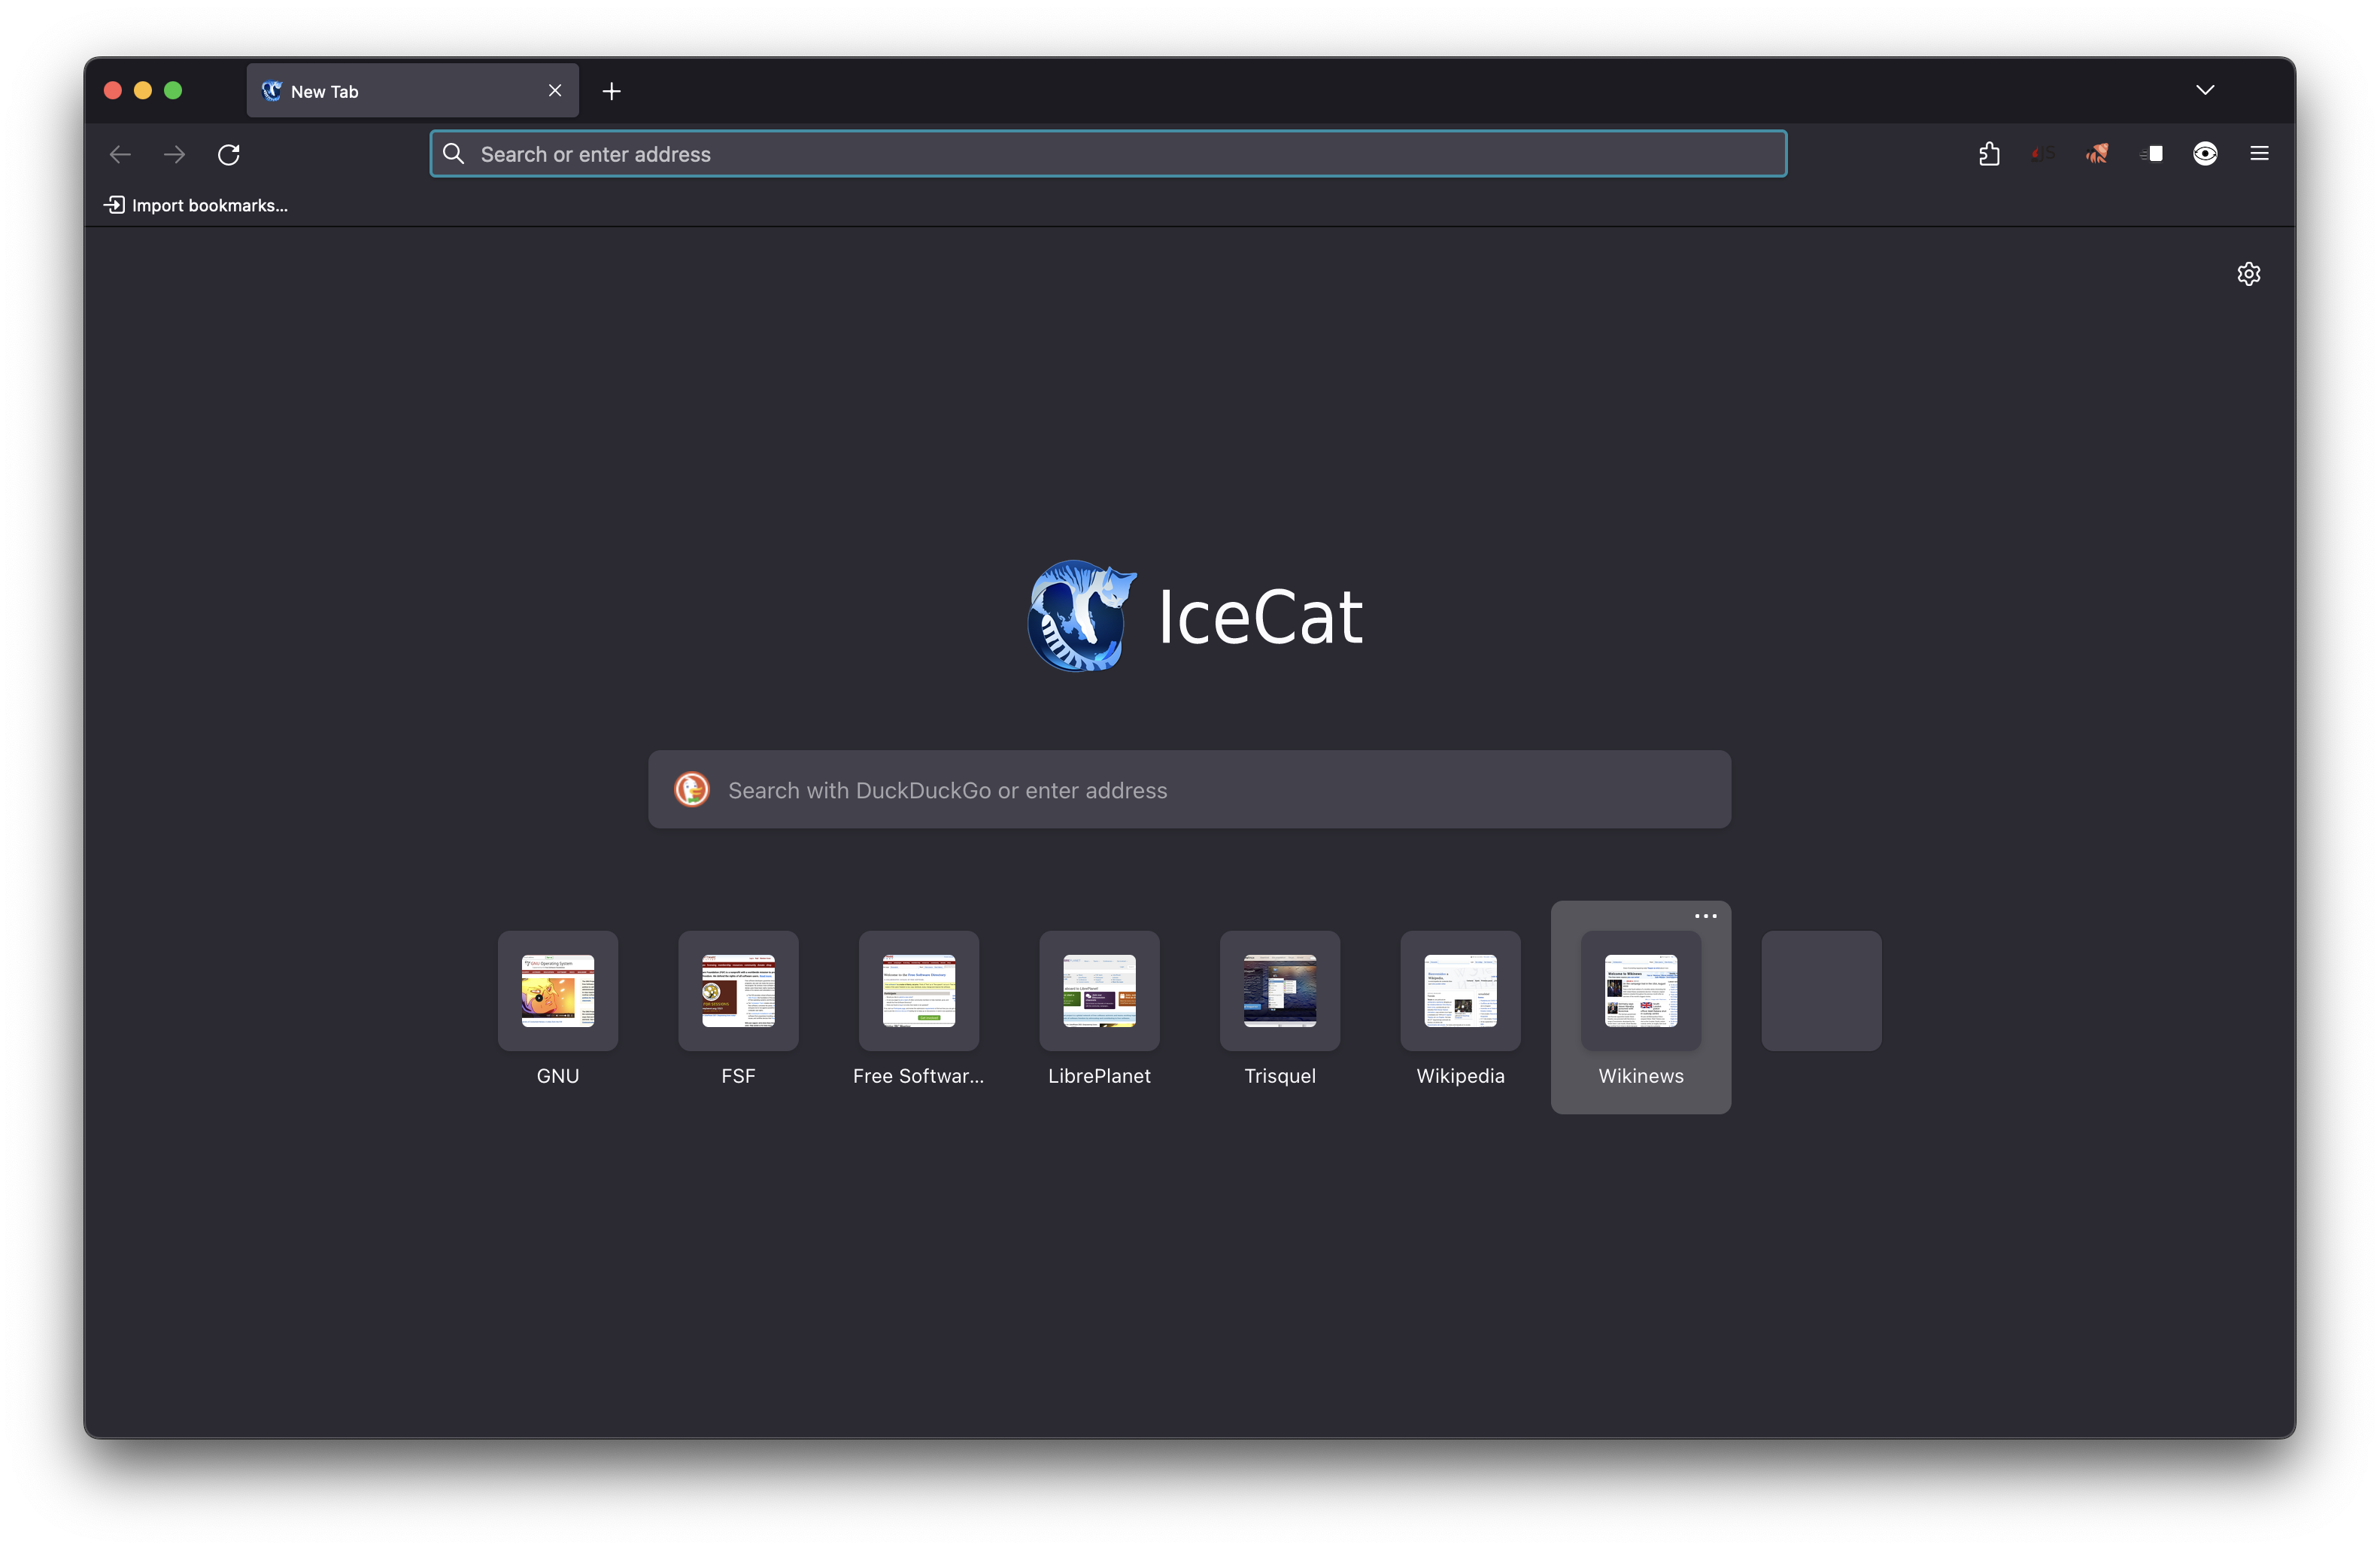 New Tab
Search or enter address
Import bookmarks...
IceCat
Search with DuckDuckGo or enter address
GNU
FSF
Free Softwar...
LibrePlanet
Trisquel
Wikipedia
Wikinews